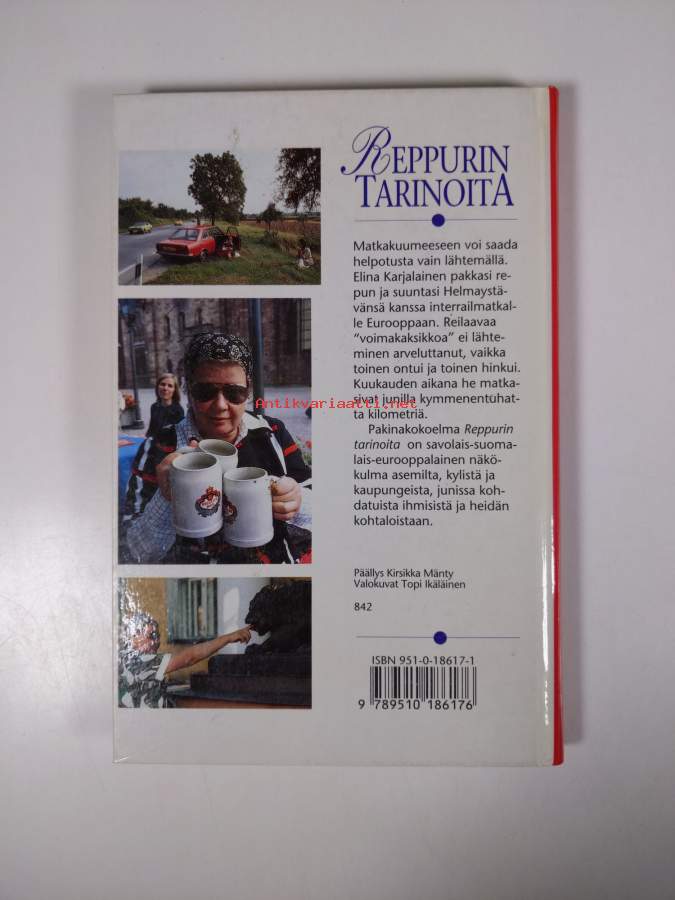 REPPURIN
TARINOITA
Matkakuumeeseen voi saada
helpotusta vain lähtemällä.
Elina Karjalainen pakkasi re-
pun ja suuntasi Helmaystä-
vänsä kanssa interrailmatkal-
le Eurooppaan. Reilaavaa
"voimakaksikkoa" ei lähte-
minen arveluttanut, vaikka
toinen ontui ja toinen hinkui.
Kuukauden aikana he matka-
sivat junilla kymmenentuhat-
ta kilometriä.
Pakinakokoelma Reppurin
tarinoita on savolais-suoma-
lais-eurooppalainen näkö-
kulma asemilta, kylistä ja
kaupungeista, junissa koh-
datuista ihmisistä ja heidän
kohtaloistaan.
Päällys Kirsikka Mänty
Valokuvat Topi Ikäläinen
842
ISBN 951-0-18617-1
9 789510 186176
Antikvariaatti.net